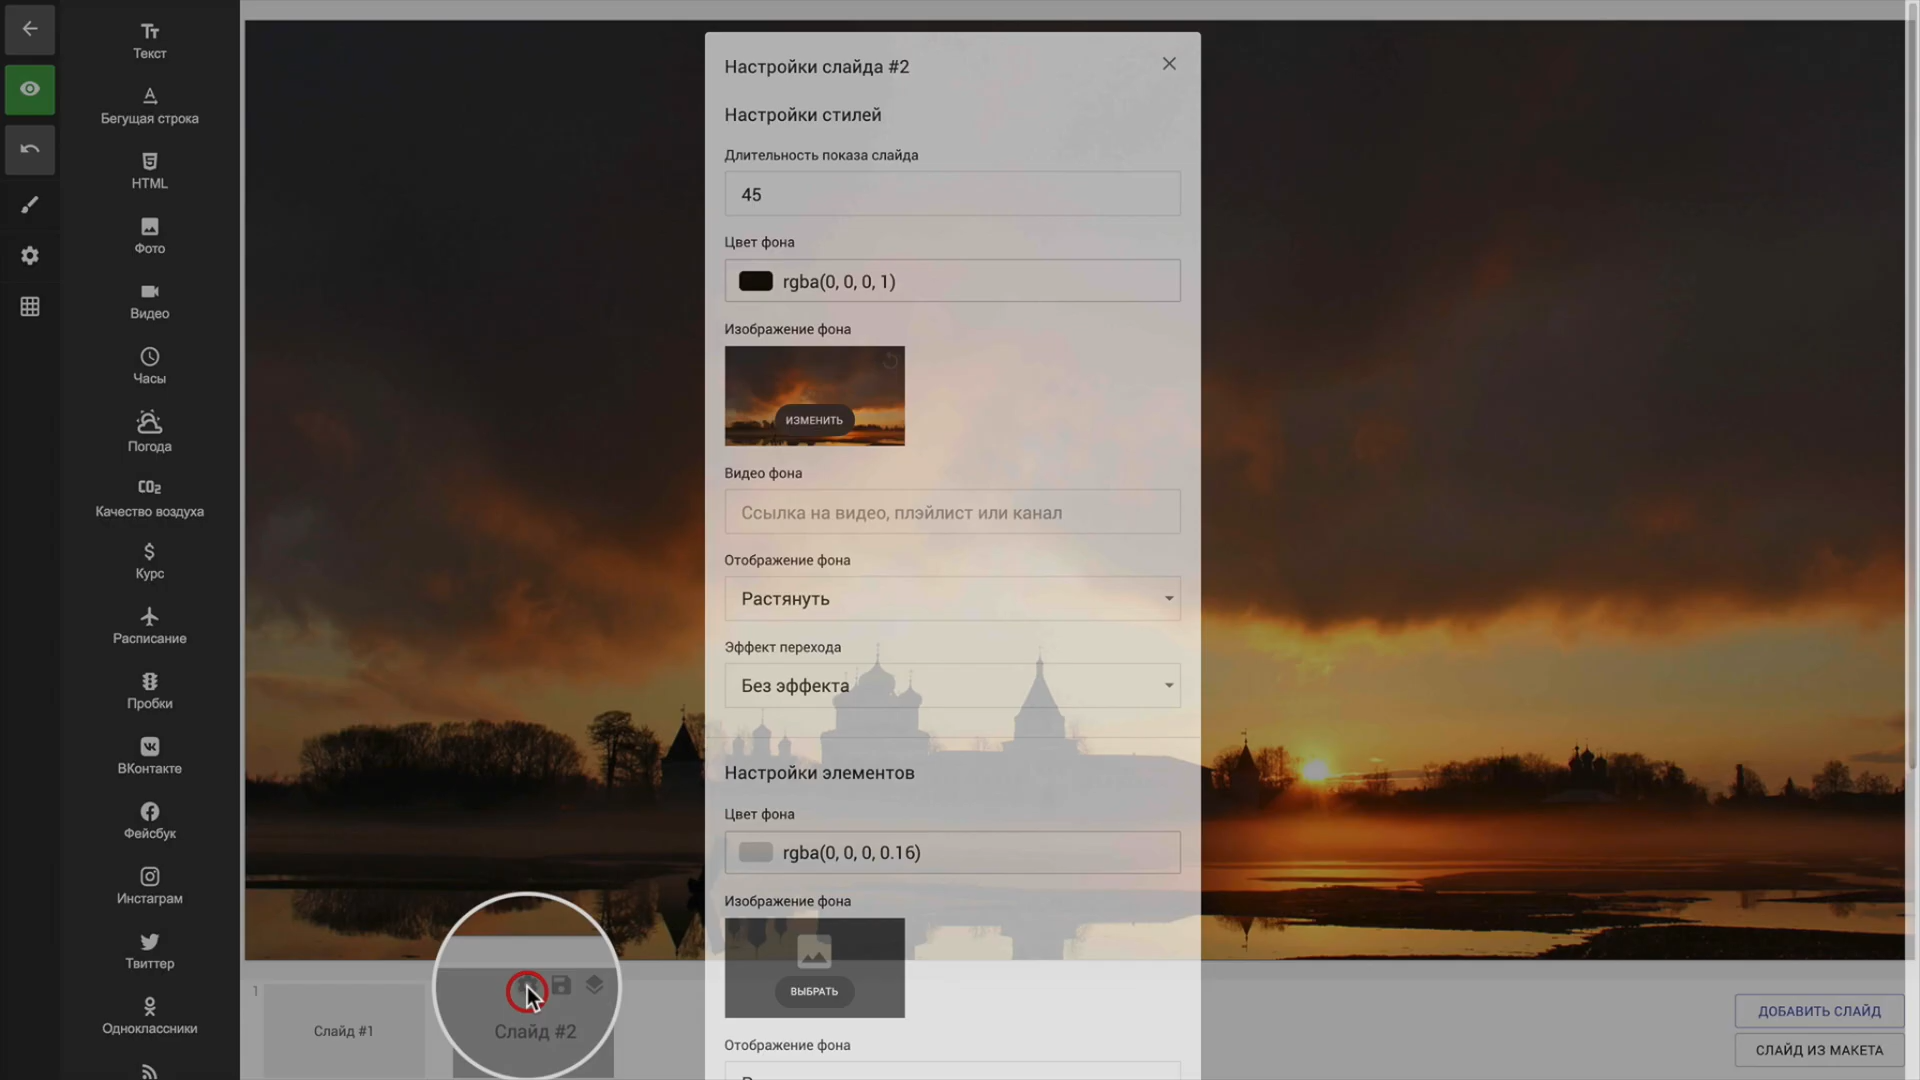 Текст
Бегущая строка
HTML
Фото
Видео
Часы
Погода
CO₂
Качество воздуха
$
Курс
Расписание
Пробки
ВКонтакте
Фейсбук
Инстаграм
Твиттер
Одноклассники
Настройки слайда #2
Настройки стилей
Длительность показа слайда
45
Цвет фона
rgba(0, 0, 0, 1)
Изображение фона
ИЗМЕНИТЬ
Видео фона
Ссылка на видео, плэйлист или канал
Отображение фона
Растянуть
Эффект перехода
Без эффекта
Настройки элементов
Цвет фона
rgba(0, 0, 0, 0.16)
Изображение фона
ВЫБРАТЬ
Отображение фона
1
Слайд #1
Слайд #2
ДОБАВИТЬ СЛАЙД
СЛАЙД ИЗ МАКЕТА